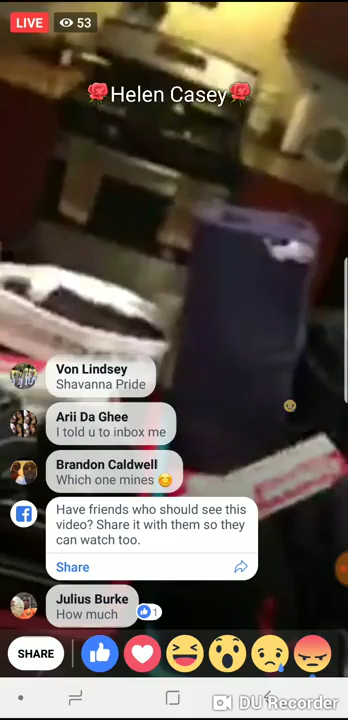 LIVE 53
🌹Helen Casey🌹
Von Lindsey
Shavanna Pride
Arii Da Ghee
I told u to inbox me
Brandon Caldwell
Which one mines 😋
Have friends who should see this
video? Share it with them so they
can watch too.
Share
Julius Burke
How much
1
SHARE
DU Recorder